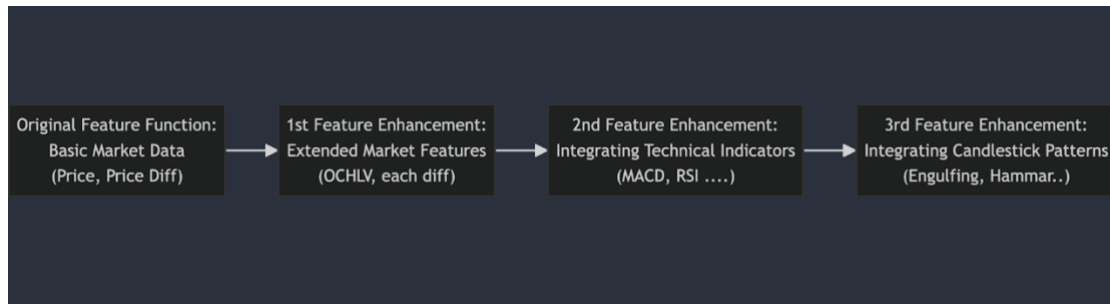 Original Feature Function:
Basic Market Data
(Price, Price Diff)
1st Feature Enhancement:
Extended Market Features
(OCHLV, each diff)
2nd Feature Enhancement:
Integrating Technical Indicators
(MACD, RSI ....)
3rd Feature Enhancement:
Integrating Candlestick Patterns
(Engulfing, Hammar..)